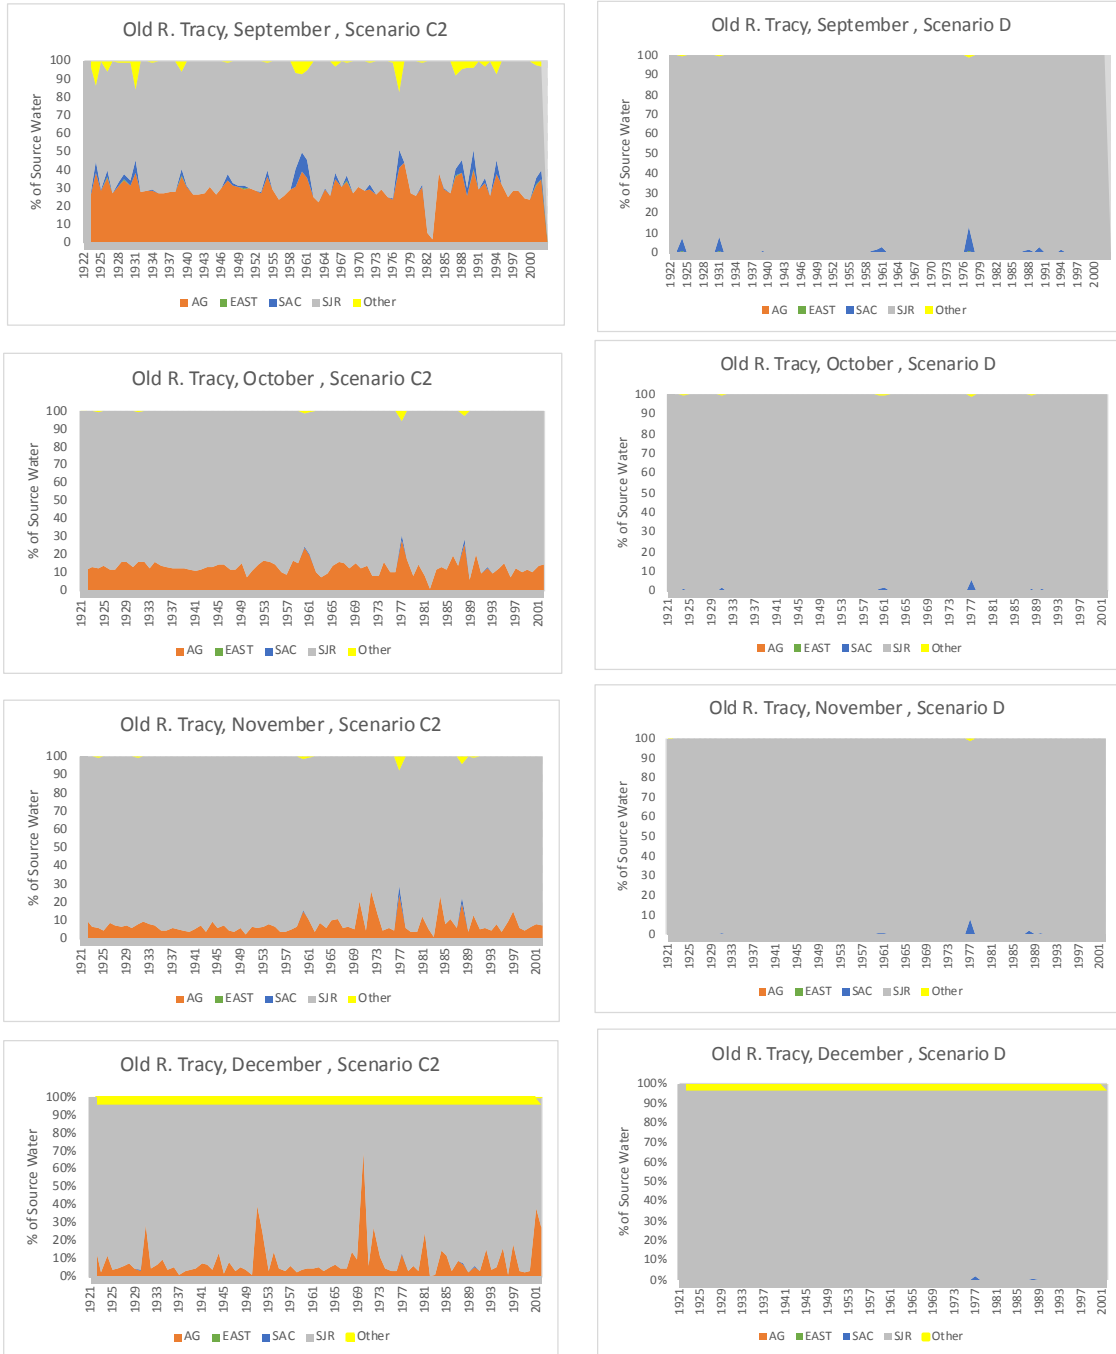 Old R. Tracy, September , Scenario C2
% of Source Water
100
90
80
70
60
50
40
30
20
10
0
1922 1925 1928 1931 1934 1937 1940 1943 1946 1949 1952 1955 1958 1961 1964 1967 1970 1973 1976 1979 1982 1985 1988 1991 1994 1997 2000
AG EAST SAC SJR Other
Old R. Tracy, September , Scenario D
% of Source Water
100
90
80
70
60
50
40
30
20
10
0
1922 1925 1928 1931 1934 1937 1940 1943 1946 1949 1952 1955 1958 1961 1964 1967 1970 1973 1976 1979 1982 1985 1988 1991 1994 1997 2000
AG EAST SAC SJR Other
Old R. Tracy, October , Scenario C2
% of Source Water
100
90
80
70
60
50
40
30
20
10
0
1921 1925 1929 1933 1937 1941 1945 1949 1953 1957 1961 1965 1969 1973 1977 1981 1985 1989 1993 1997 2001
AG EAST SAC SJR Other
Old R. Tracy, October , Scenario D
% of Source Water
100
90
80
70
60
50
40
30
20
10
0
1921 1925 1929 1933 1937 1941 1945 1949 1953 1957 1961 1965 1969 1973 1977 1981 1985 1989 1993 1997 2001
AG EAST SAC SJR Other
Old R. Tracy, November , Scenario C2
% of Source Water
100
90
80
70
60
50
40
30
20
10
0
1921 1925 1929 1933 1937 1941 1945 1949 1953 1957 1961 1965 1969 1973 1977 1981 1985 1989 1993 1997 2001
AG EAST SAC SJR Other
Old R. Tracy, November , Scenario D
% of Source Water
100
90
80
70
60
50
40
30
20
10
0
1921 1925 1929 1933 1937 1941 1945 1949 1953 1957 1961 1965 1969 1973 1977 1981 1985 1989 1993 1997 2001
AG EAST SAC SJR Other
Old R. Tracy, December , Scenario C2
% of Source Water
100%
90%
80%
70%
60%
50%
40%
30%
20%
10%
0%
1921 1925 1929 1933 1937 1941 1945 1949 1953 1957 1961 1965 1969 1973 1977 1981 1985 1989 1993 1997 2001
AG EAST SAC SJR Other
Old R. Tracy, December , Scenario D
% of Source Water
100%
90%
80%
70%
60%
50%
40%
30%
20%
10%
0%
1921 1925 1929 1933 1937 1941 1945 1949 1953 1957 1961 1965 1969 1973 1977 1981 1985 1989 1993 1997 2001
AG EAST SAC SJR Other